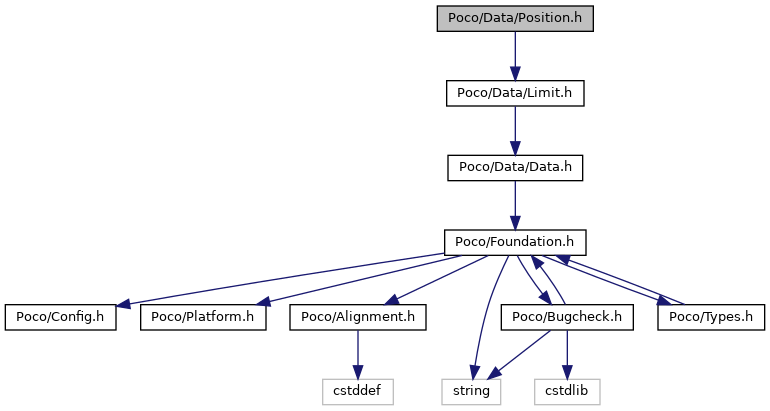 Poco/Data/Position.h
Poco/Data/Limit.h
Poco/Data/Data.h
Poco/Foundation.h
Poco/Config.h
Poco/Platform.h
Poco/Alignment.h
Poco/Bugcheck.h
Poco/Types.h
cstddef
string
cstdlib